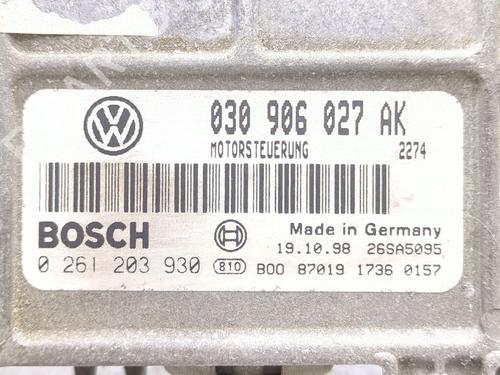 030 906 027 AK
MOTORSTEUERUNG 2274
BOSCH
Made in Germany
19.10.98 26SA5095
0 261 203 930 810 B00 87019 1736 0157